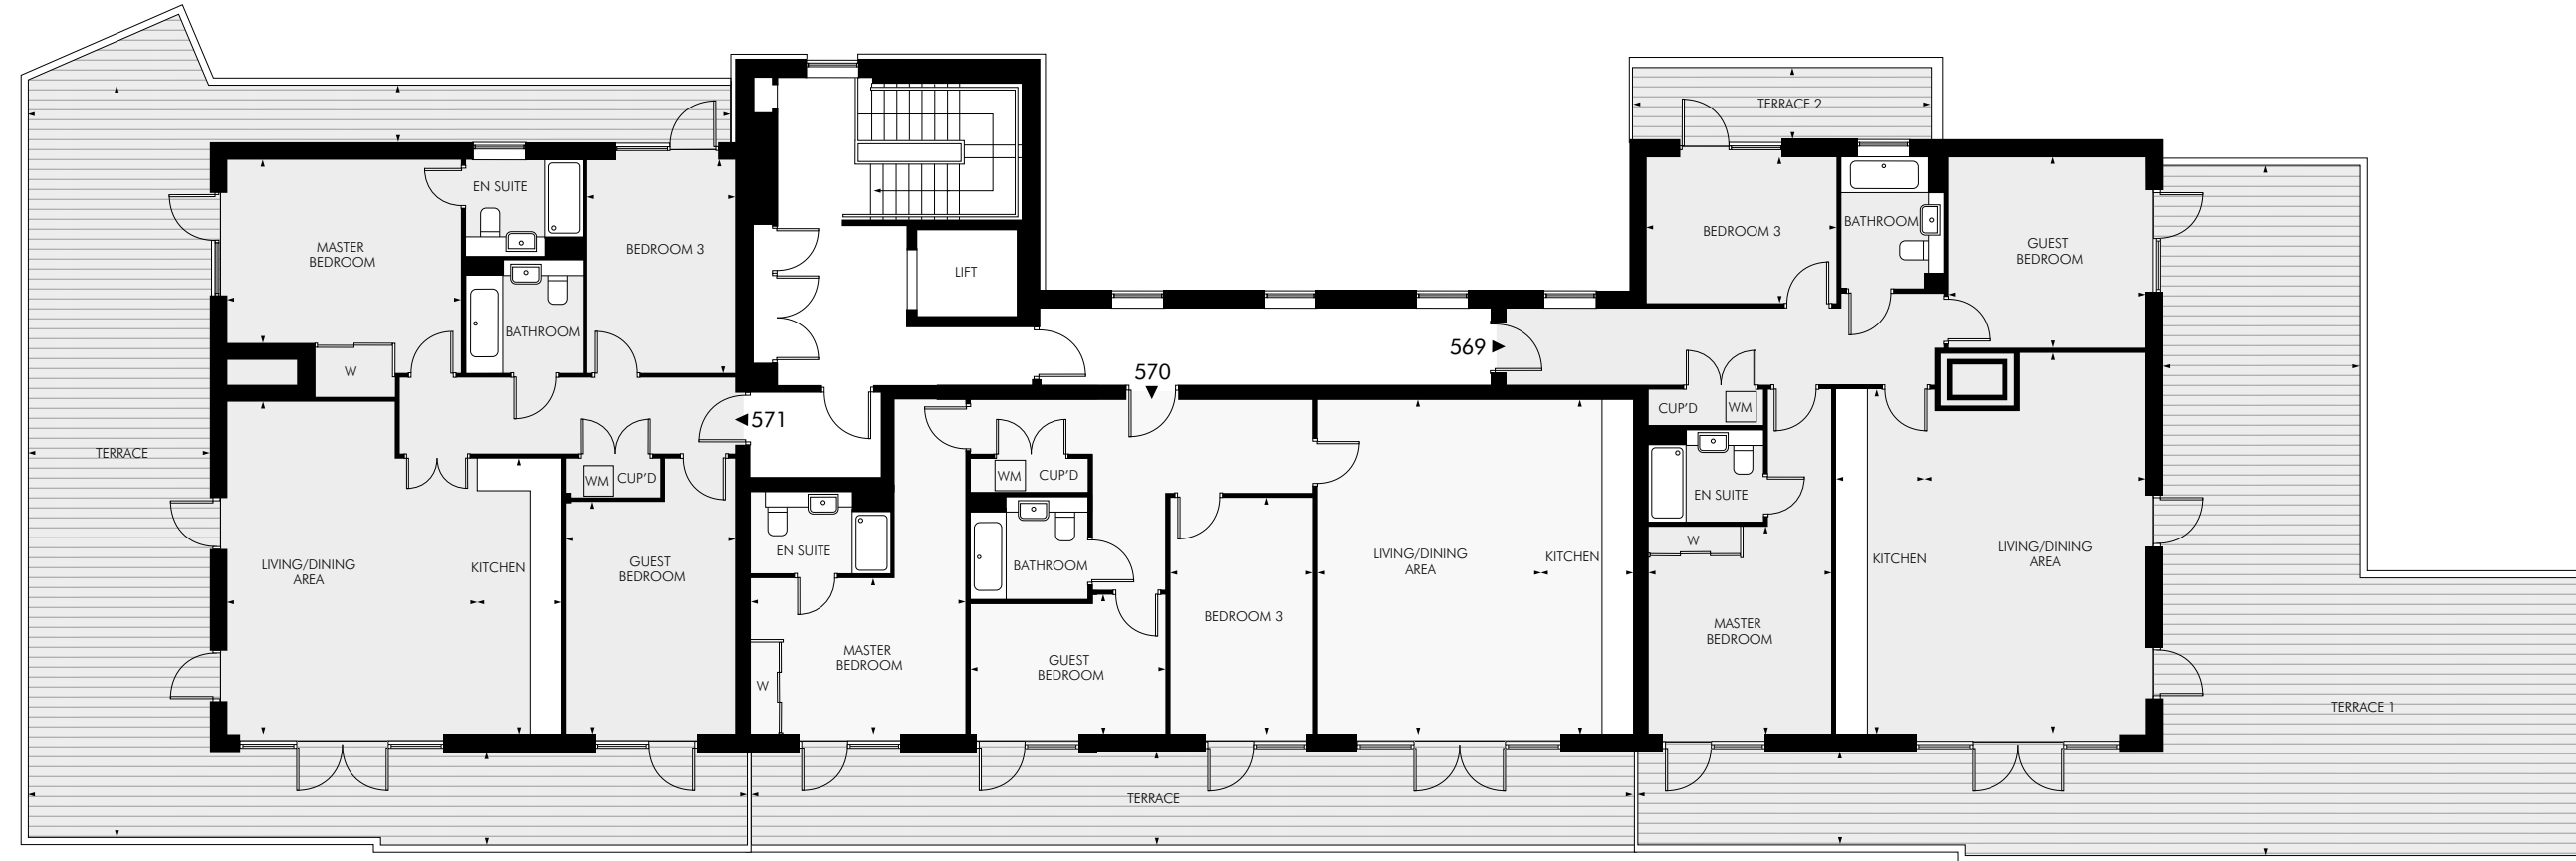 TERRACE 2
EN SUITE
MASTER
BEDROOM
BEDROOM 3
BATHROOM
W
LIFT
BEDROOM 3
BATHROOM
GUEST
BEDROOM
569
570
571
TERRACE
LIVING/DINING
AREA
KITCHEN
WM
CUP'D
GUEST
BEDROOM
EN SUITE
W
MASTER
BEDROOM
WM
CUP'D
BATHROOM
GUEST
BEDROOM
BEDROOM 3
LIVING/DINING
AREA
KITCHEN
CUP'D
WM
EN SUITE
W
MASTER
BEDROOM
KITCHEN
LIVING/DINING
AREA
TERRACE 1
TERRACE